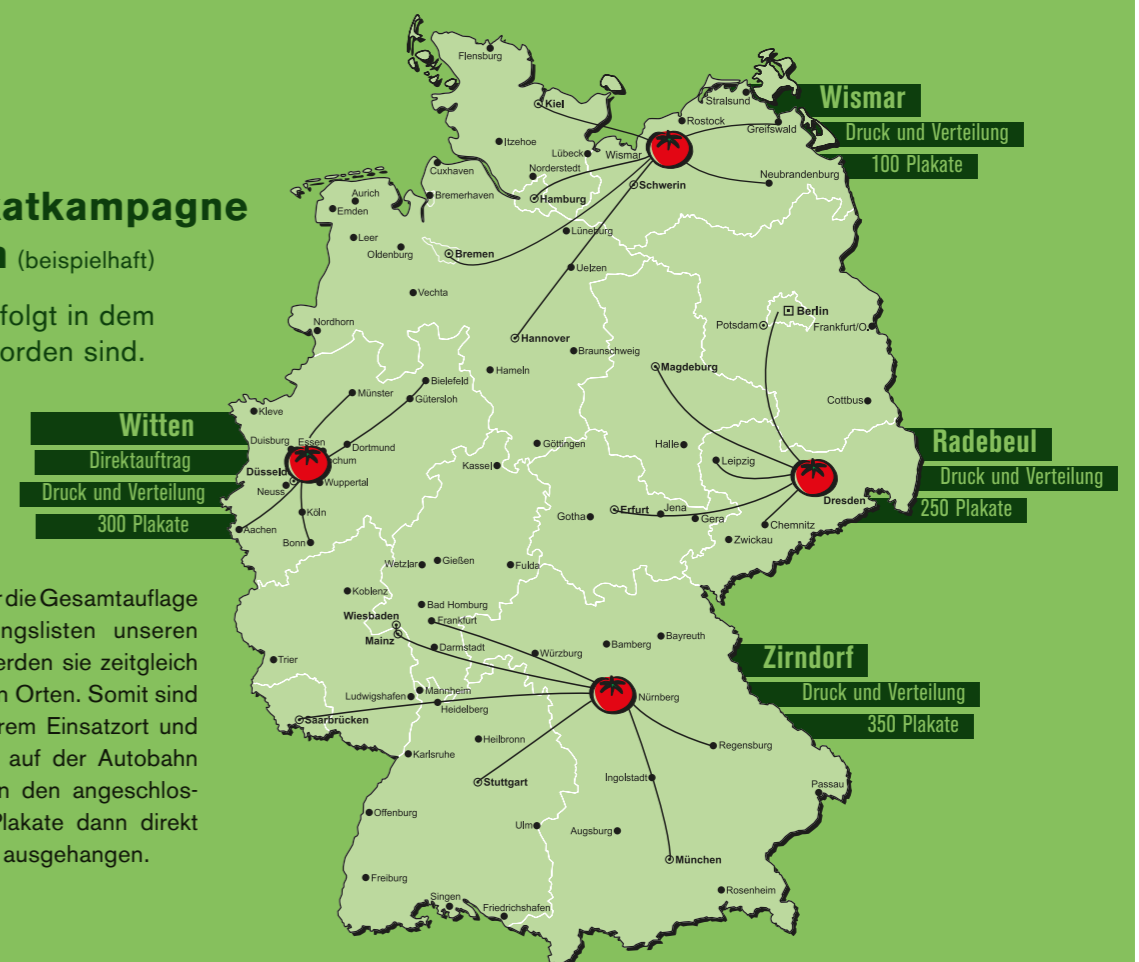 atkampagne
(beispielhaft)
folgt in dem
orden sind.
Witten
Direktauftrag
Druck und Verteilung
300 Plakate
die Gesamtauflage
ngslisten unseren
erden sie zeitgleich
n Orten. Somit sind
rem Einsatzort und
auf der Autobahn
n den angeschlos-
Plakate dann direkt
ausgehangen.
Wismar
Druck und Verteilung
100 Plakate
Radebeul
Druck und Verteilung
250 Plakate
Zirndorf
Druck und Verteilung
350 Plakate
Flensburg
Kiel
Stralsund
Rostock
Greifswald
Itzehoe
Lübeck
Wismar
Cuxhaven
Norderstedt
Neubrandenburg
Schwerin
Aurich
Bremerhaven
Hamburg
Emden
Lüneburg
Leer
Oldenburg
Bremen
Uelzen
Vechta
Berlin
Nordhorn
Potsdam
Frankfurt/O.
Hannover
Braunschweig
Magdeburg
Hameln
Bielefeld
Münster
Gütersloh
Cottbus
Kleve
Duisburg
Essen
Dortmund
Göttingen
Halle
chum
Leipzig
Kassel
Düsseld
Wuppertal
Neuss
Dresden
Köln
Erfurt
Jena
Gotha
Gera
Aachen
Chemnitz
Bonn
Zwickau
Wetzlar
Gießen
Fulda
Koblenz
Bad Homburg
Wiesbaden
Frankfurt
Mainz
Bayreuth
Darmstadt
Bamberg
Würzburg
Trier
Ludwigshafen
Mannheim
Nürnberg
Heidelberg
Saarbrücken
Heilbronn
Regensburg
Karlsruhe
Ingolstadt
Stuttgart
Passau
Offenburg
Ulm
Augsburg
München
Freiburg
Rosenheim
Singen
Friedrichshafen